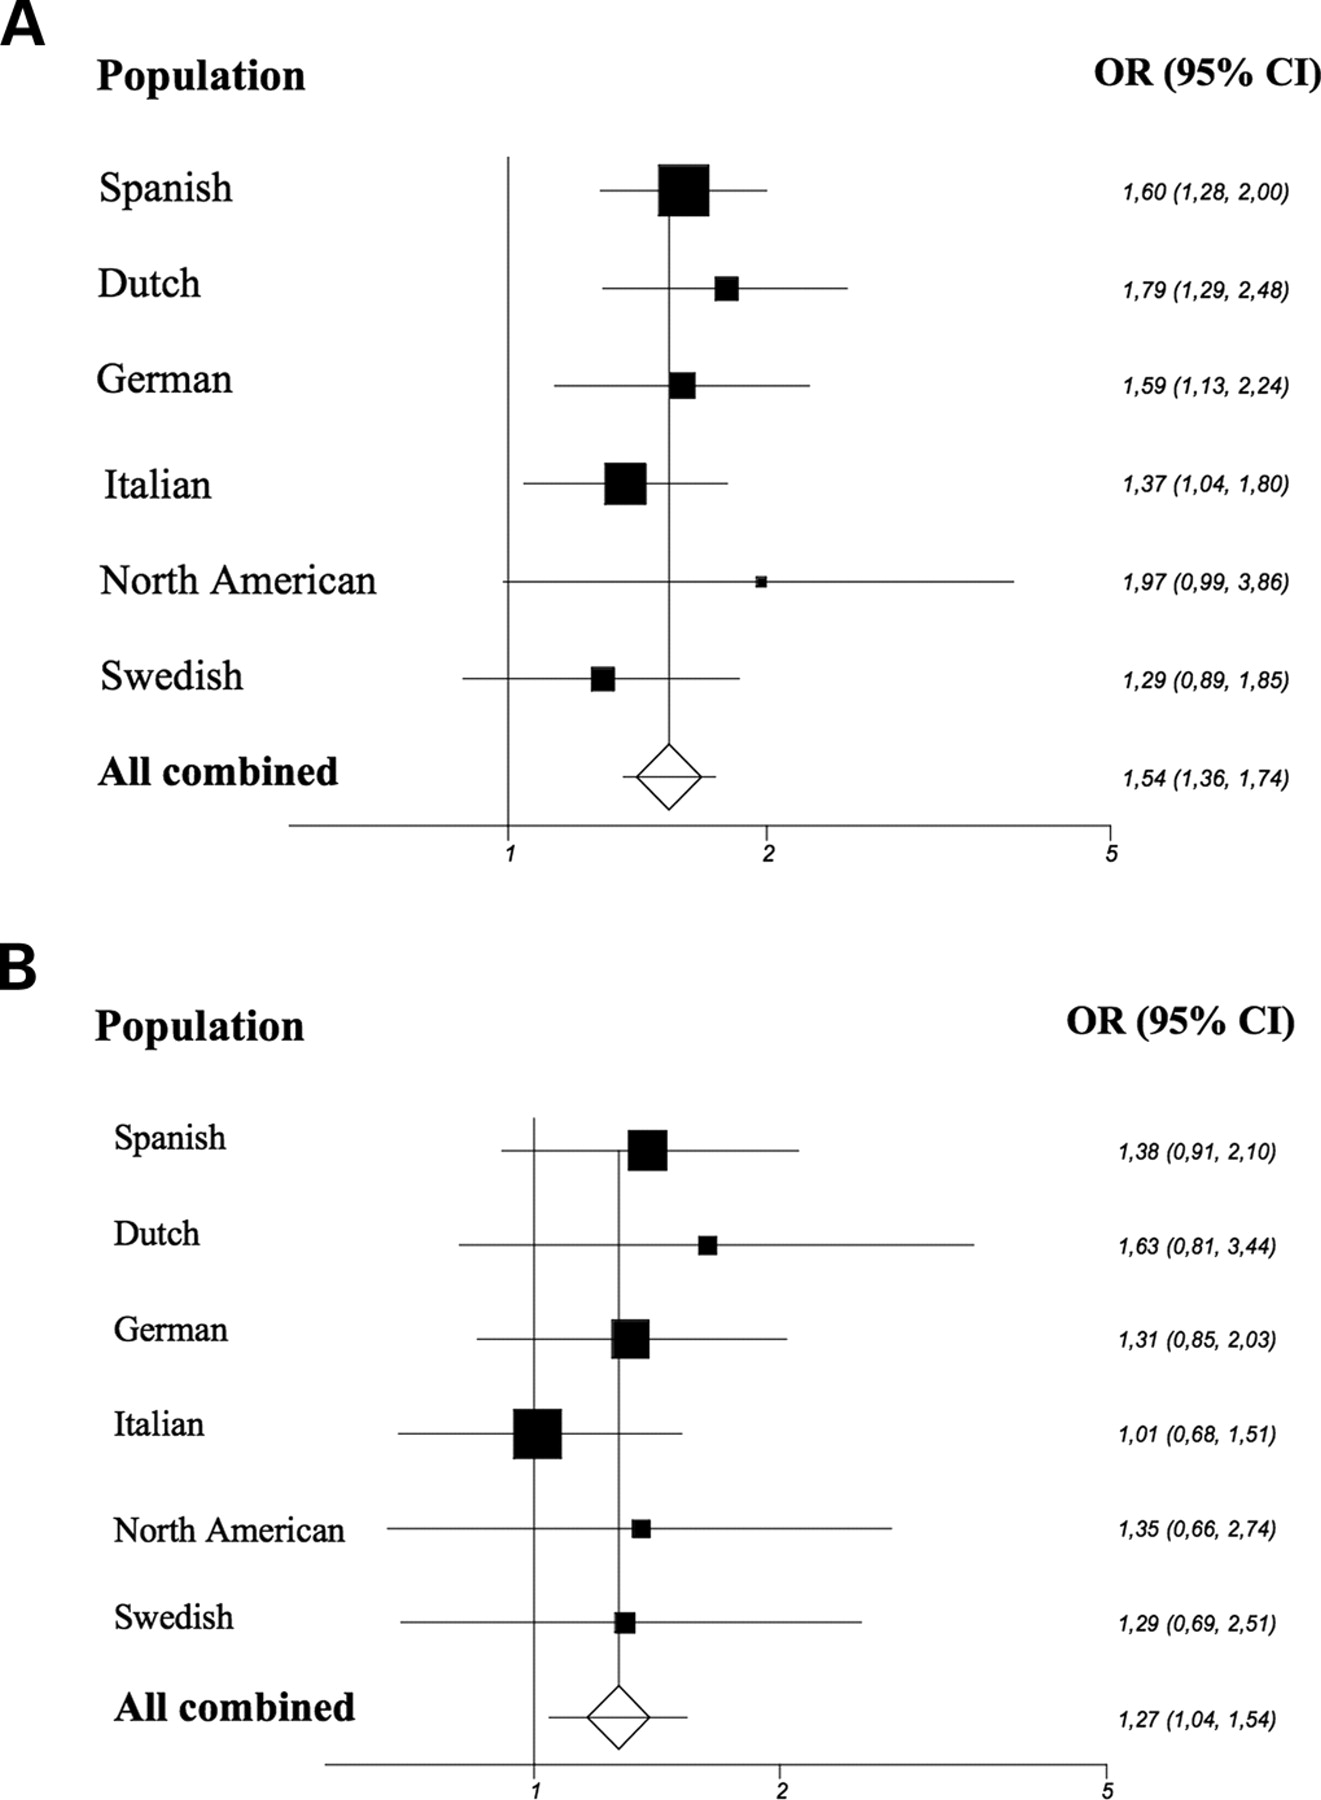 A
Population OR (95% CI)
Spanish 1,60 (1,28, 2,00)
Dutch 1,79 (1,29, 2,48)
German 1,59 (1,13, 2,24)
Italian 1,37 (1,04, 1,80)
North American 1,97 (0,99, 3,86)
Swedish 1,29 (0,89, 1,85)
All combined 1,54 (1,36, 1,74)
1 2 5
B
Population OR (95% CI)
Spanish 1,38 (0,91, 2,10)
Dutch 1,63 (0,81, 3,44)
German 1,31 (0,85, 2,03)
Italian 1,01 (0,68, 1,51)
North American 1,35 (0,66, 2,74)
Swedish 1,29 (0,69, 2,51)
All combined 1,27 (1,04, 1,54)
1 2 5